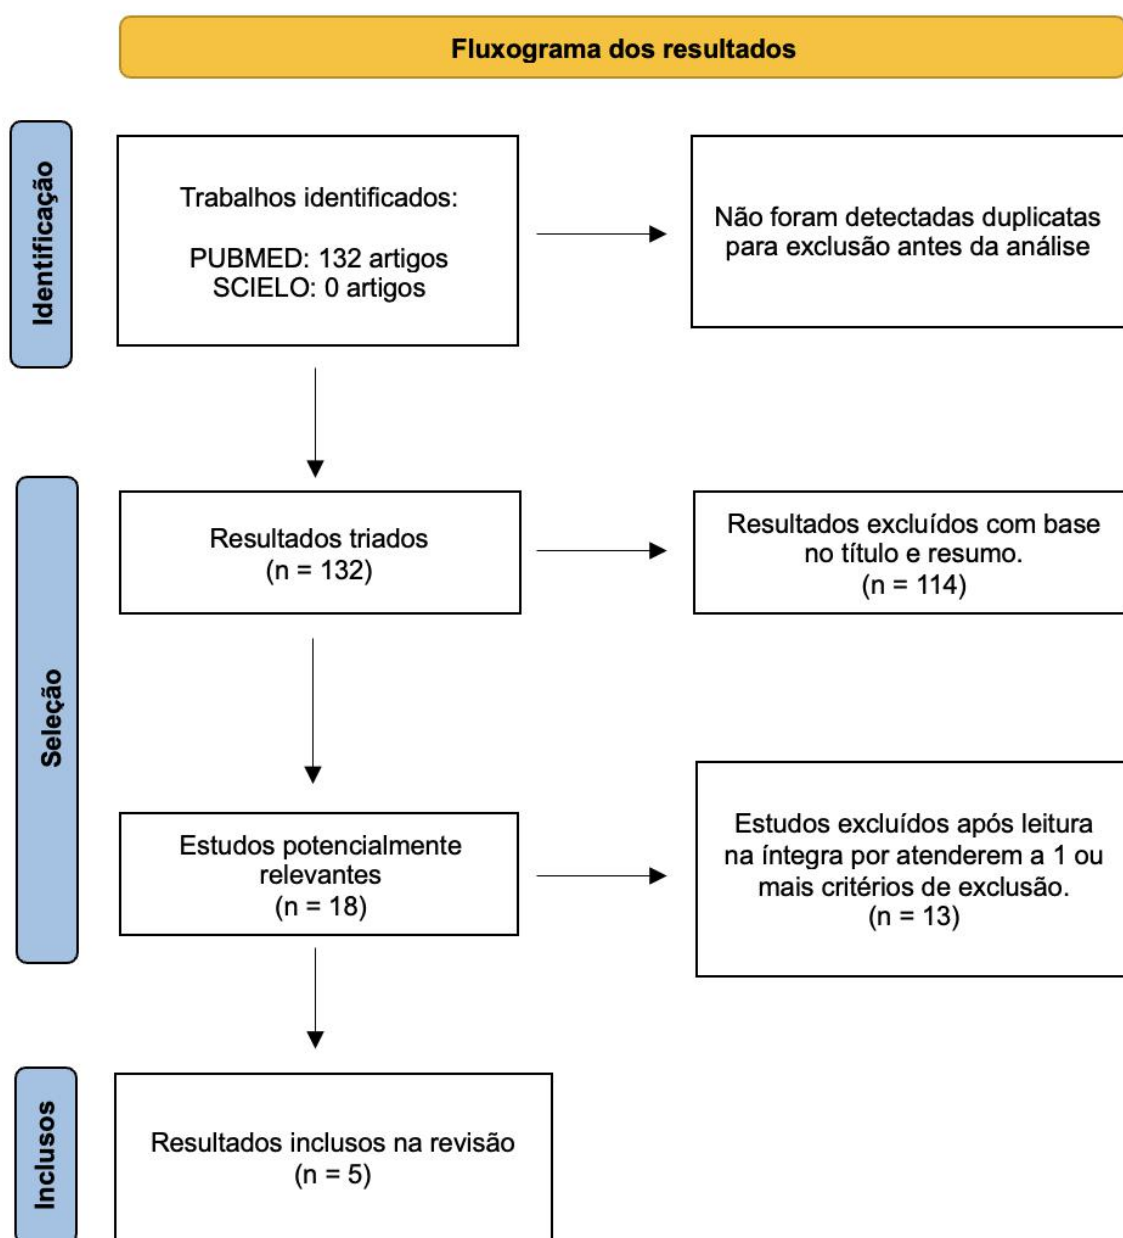 Fluxograma dos resultados
Identificação
Trabalhos identificados:
PUBMED: 132 artigos
SCIELO: 0 artigos
Não foram detectadas duplicatas
para exclusão antes da análise
Seleção
Resultados triados
(n = 132)
Resultados excluídos com base
no título e resumo.
(n = 114)
Estudos potencialmente
relevantes
(n = 18)
Estudos excluídos após leitura
na íntegra por atenderem a 1 ou
mais critérios de exclusão.
(n = 13)
Inclusos
Resultados inclusos na revisão
(n = 5)